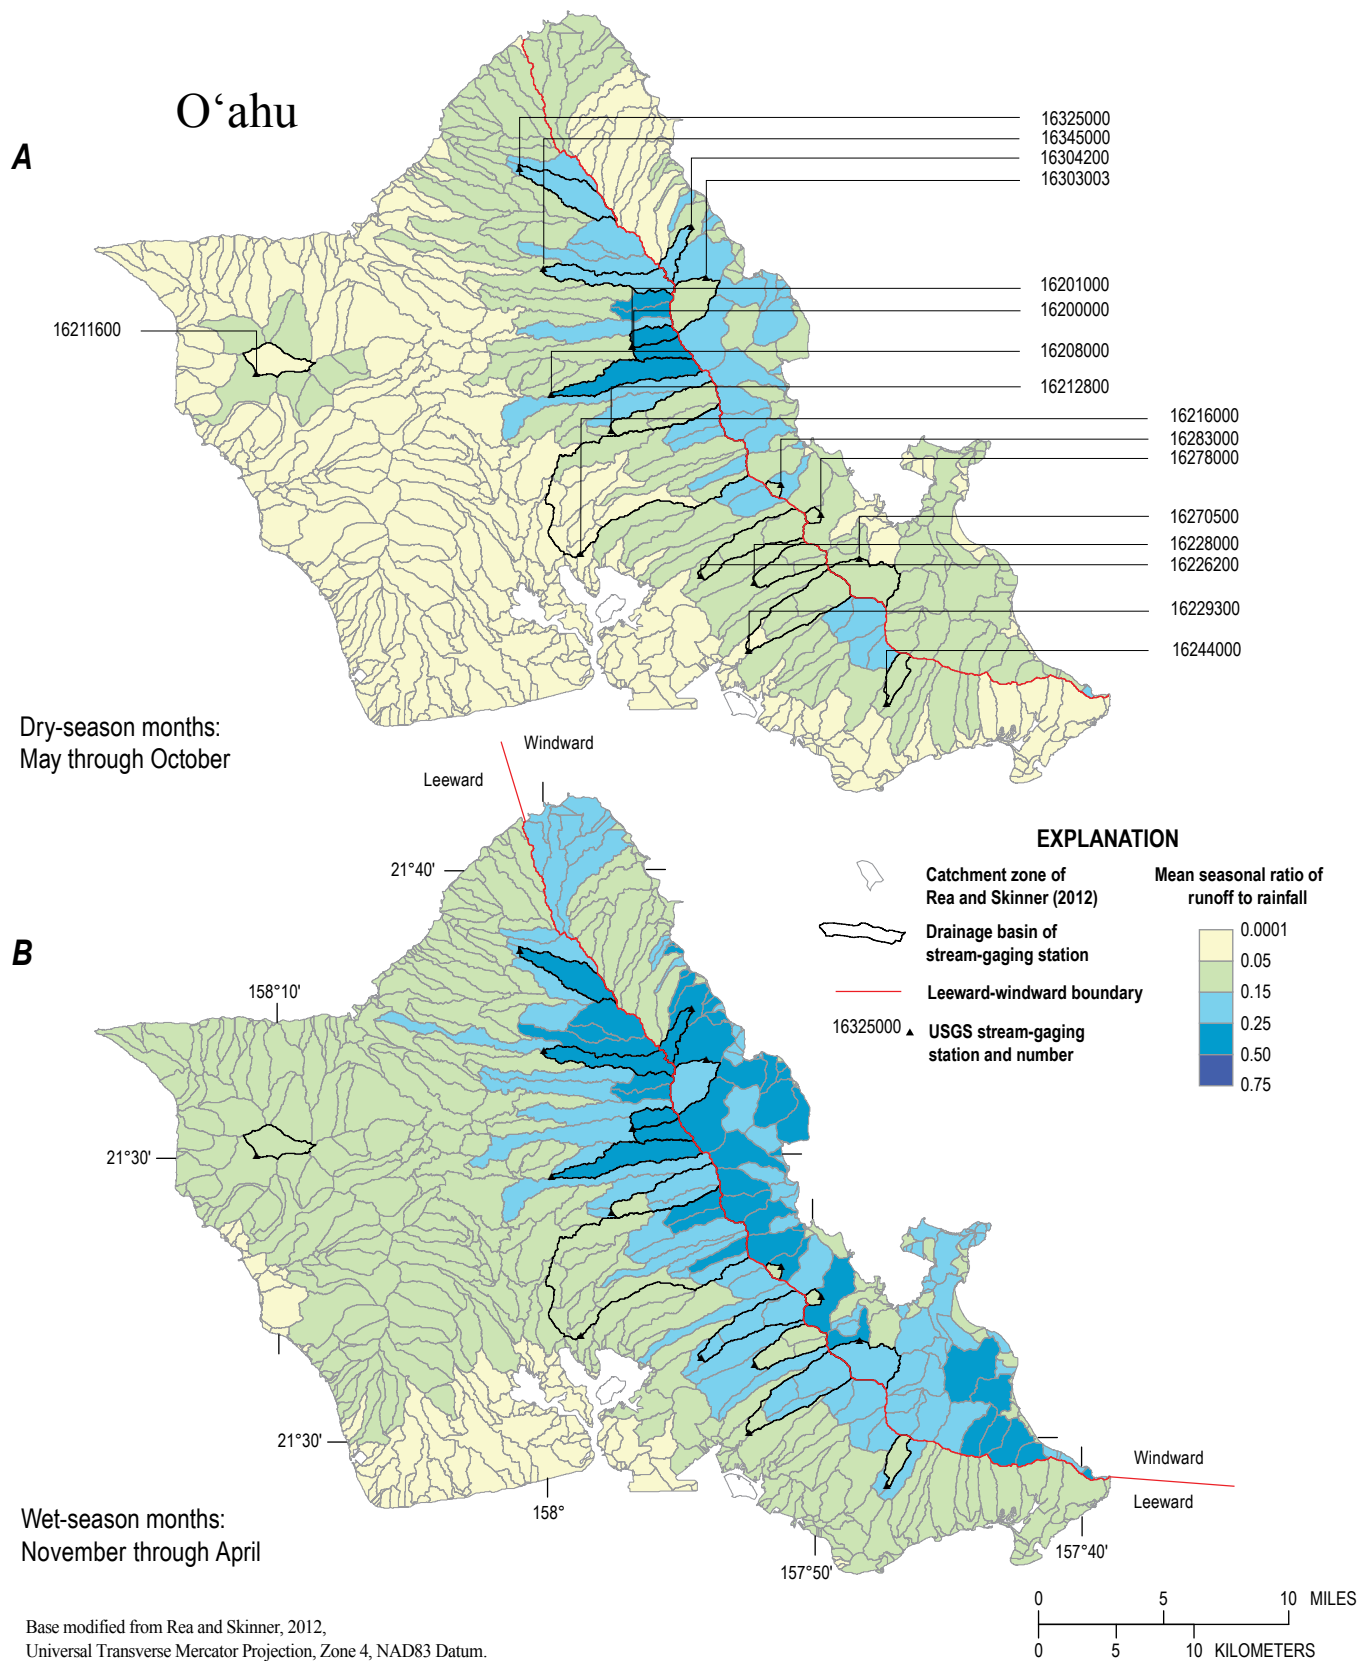 Oʻahu
A
16325000
16345000
16304200
16303003
16201000
16200000
16211600
16208000
16212800
16216000
16283000
16278000
16270500
16228000
16226200
16229300
16244000
Dry-season months:
May through October
Windward
Leeward
EXPLANATION
Catchment zone of
Rea and Skinner (2012)
Drainage basin of
stream-gaging station
Leeward-windward boundary
16325000
USGS stream-gaging
station and number
Mean seasonal ratio of
runoff to rainfall
0.0001
0.05
0.15
0.25
0.50
0.75
B
21°40'
158°10'
21°30'
21°30'
158°
157°50'
157°40'
Windward
Leeward
Wet-season months:
November through April
0 5 10 MILES
0 5 10 KILOMETERS
Base modified from Rea and Skinner, 2012,
Universal Transverse Mercator Projection, Zone 4, NAD83 Datum.